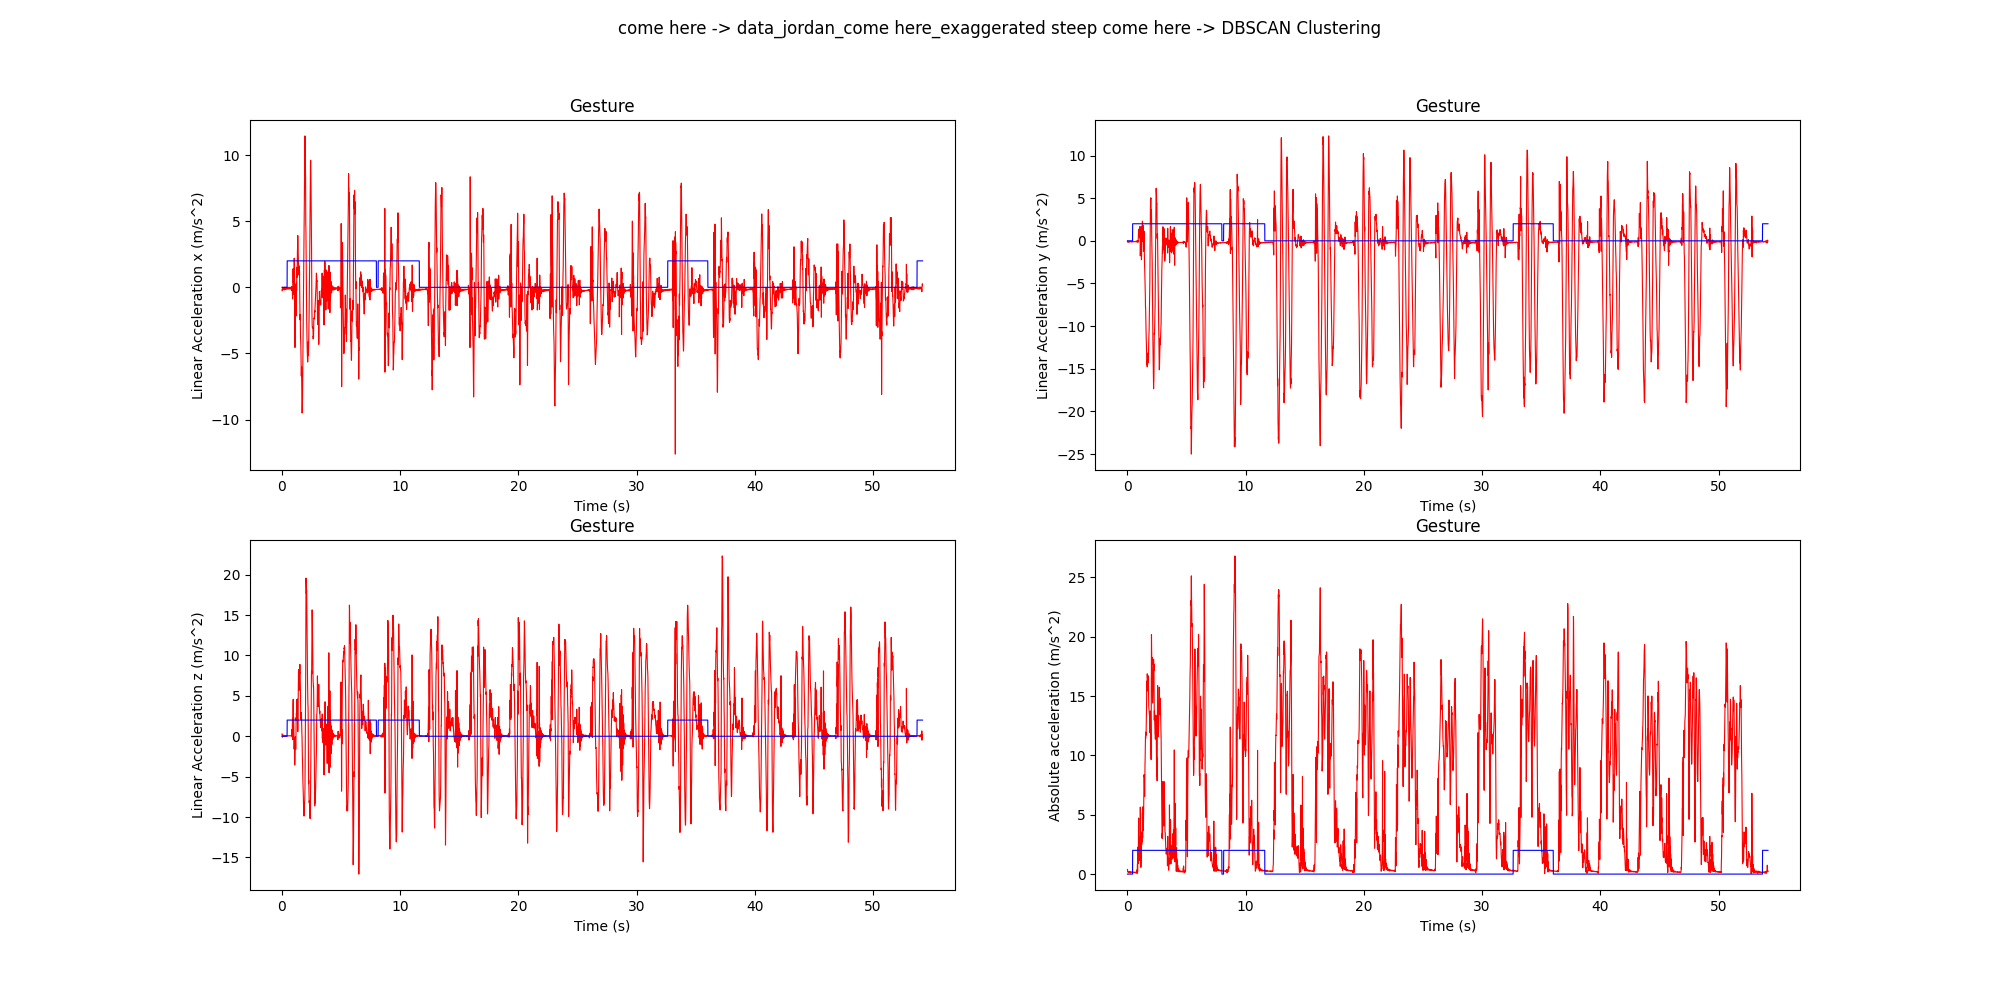 come here -> data_jordan_come here_exaggerated steep come here -> DBSCAN Clustering
Gesture
Linear Acceleration x (m/s^2)
10
5
0
−5
−10
0 10 20 30 40 50
Time (s)
Gesture
Linear Acceleration y (m/s^2)
10
5
0
−5
−10
−15
−20
−25
0 10 20 30 40 50
Time (s)
Gesture
Linear Acceleration z (m/s^2)
20
15
10
5
0
−5
−10
−15
0 10 20 30 40 50
Time (s)
Gesture
Absolute acceleration (m/s^2)
25
20
15
10
5
0
0 10 20 30 40 50
Time (s)